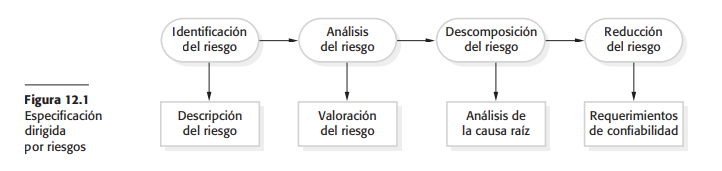 Identificación
del riesgo
Análisis
del riesgo
Descomposición
del riesgo
Reducción
del riesgo
Figura 12.1
Especificación
dirigida
por riesgos
Descripción
del riesgo
Valoración
del riesgo
Análisis de
la causa raíz
Requerimientos
de confiabilidad